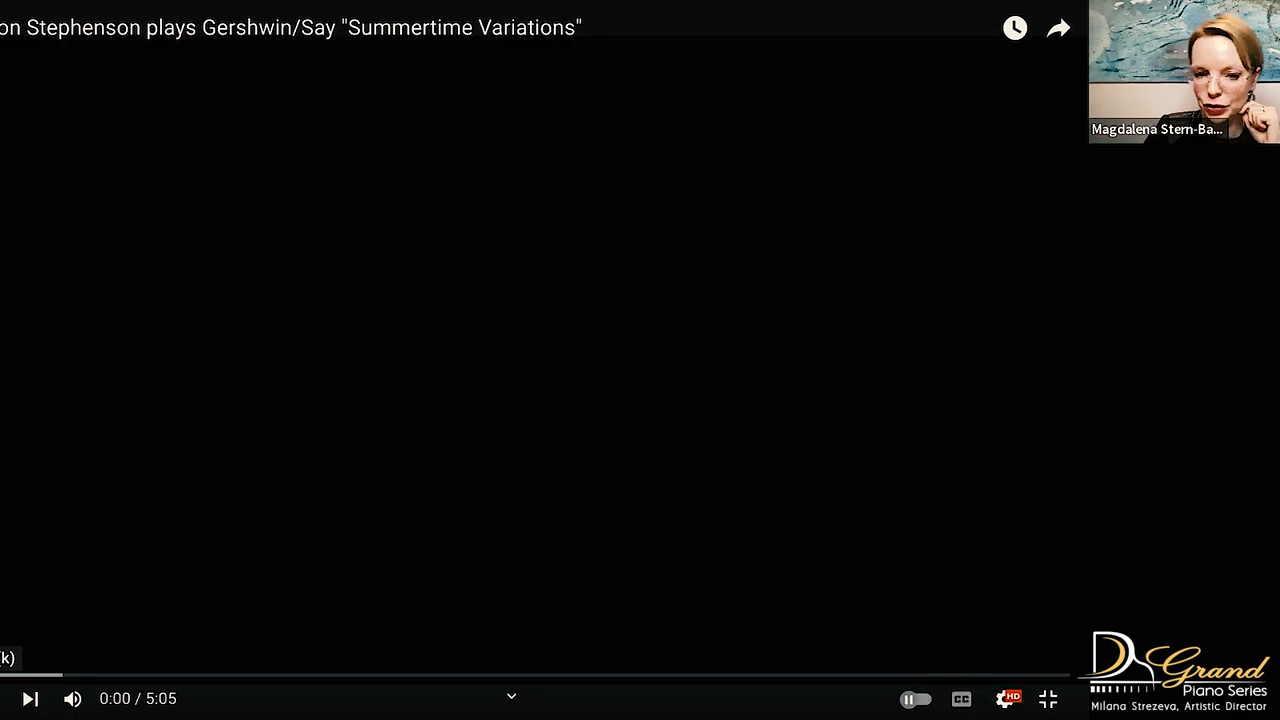 on Stephenson plays Gershwin/Say "Summertime Variations"
Magdalena Stern-Ba...
k)
0:00 / 5:05
CC
HD
Grand
Piano Series
Milana Strezeva, Artistic Director